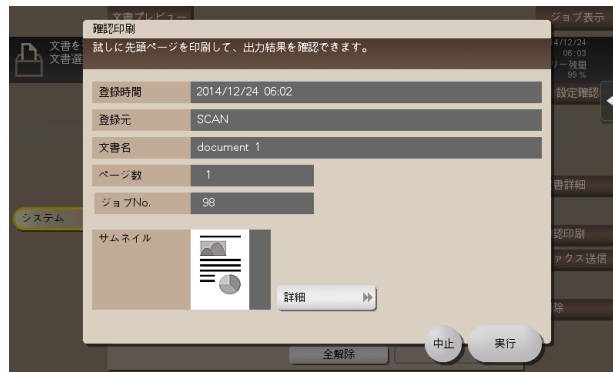 文書プレビュー
ジョブ表示
確認印刷
試しに先頭ページを印刷して、出力結果を確認できます。
文書を
文書選
4/12/24
06:03
リー残量
99%
登録時間 2014/12/24 06:02
設定確認
登録元 SCAN
文書名 document 1
ページ数 1
書詳細
ジョブNo. 98
システム
サムネイル
認印刷
ァクス送信
詳細
除
中止
実行
全解除